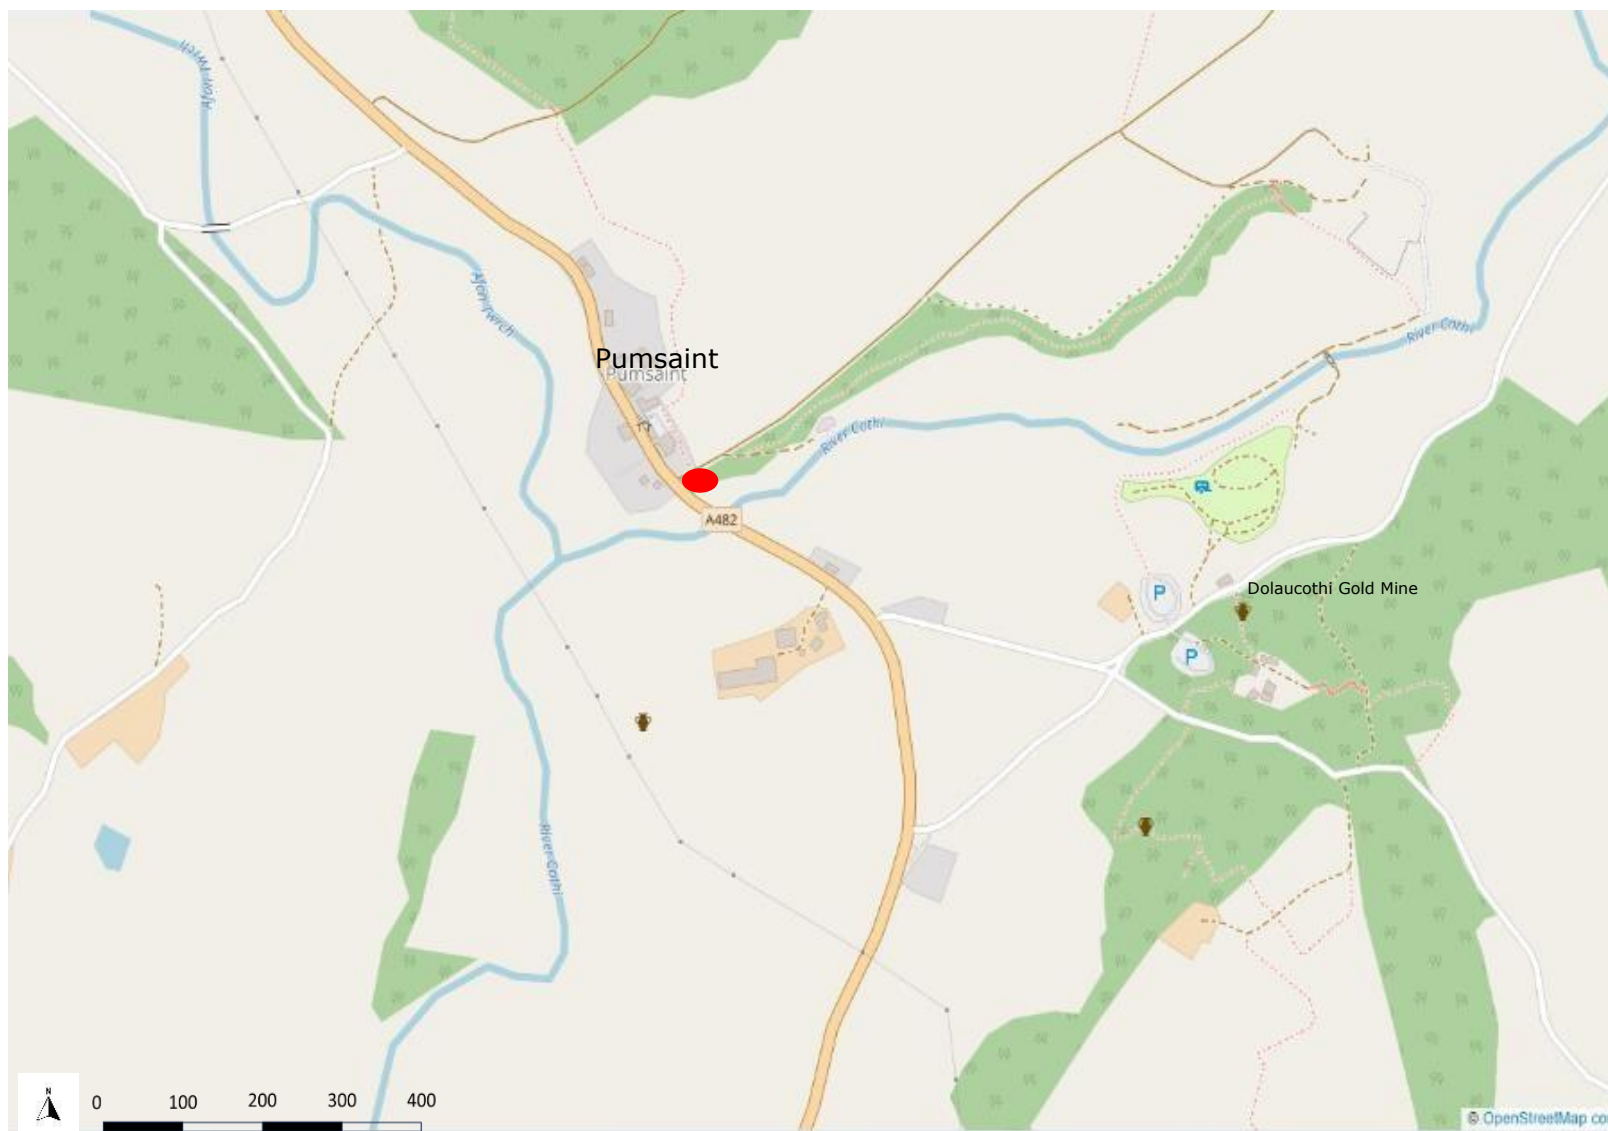 Afon Twrch
Afon Twrch
Pumsaint
Pumsaint
River Cothi
River Cothi
A482
P
Dolaucothi Gold Mine
P
River Cothi
N
0 100 200 300 400
© OpenStreetMap co